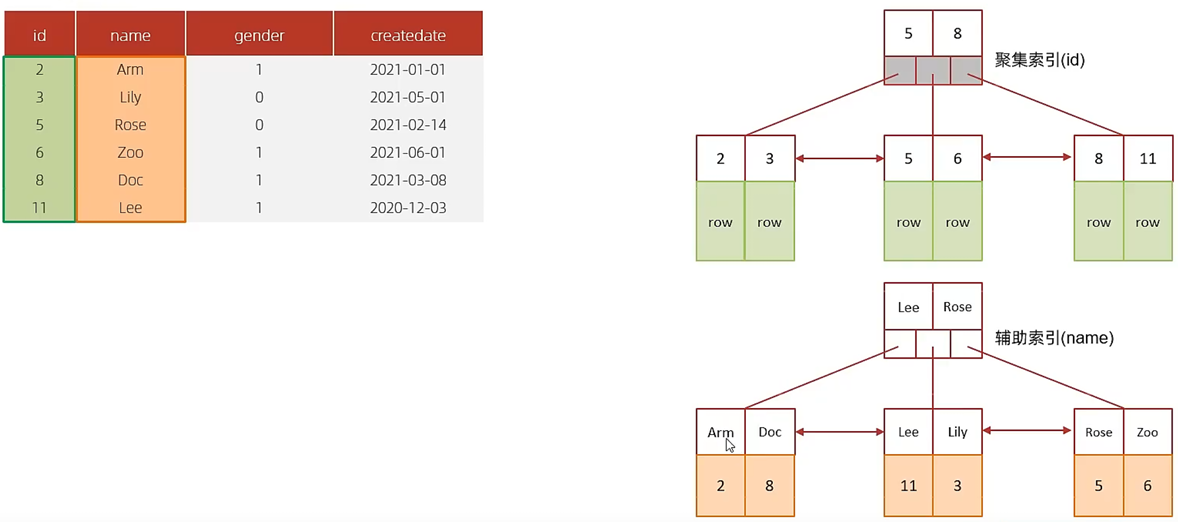 id name gender createdate
2 Arm 1 2021-01-01
3 Lily 0 2021-05-01
5 Rose 0 2021-02-14
6 Zoo 1 2021-06-01
8 Doc 1 2021-03-08
11 Lee 1 2020-12-03
5 8
聚集索引(id)
2 3 5 6 8 11
row row row row row row
Lee Rose
辅助索引(name)
Arm Doc Lee Lily Rose Zoo
2 8 11 3 5 6